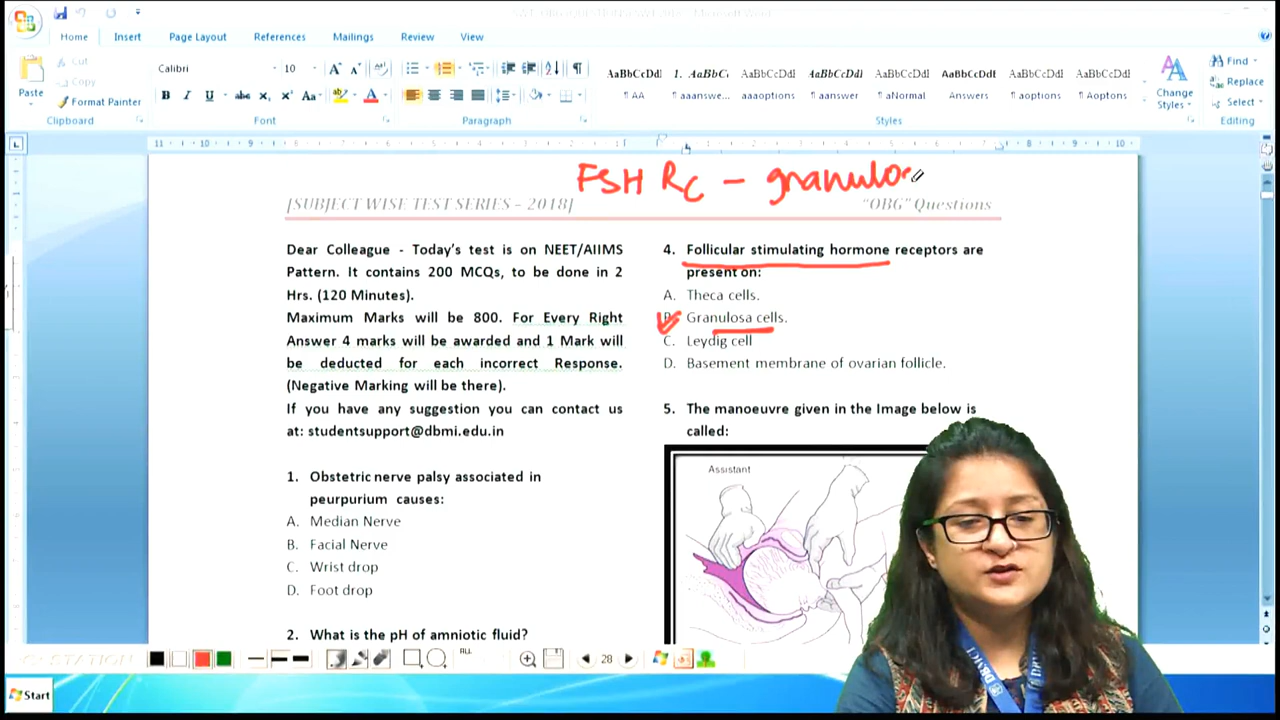 Home Insert Page Layout References Mailings Review View
Paste
Cut
Copy
Format Painter
Clipboard
Calibri 10
B I U abc
Font
Paragraph
AaBbCcDdI 1. AaBbC AaBbCcDdI AaBbCcDdI AaBbCcDdI AaBbCcDdI AaBbCcDdI AaBbCcDdI
¶ AA ¶ aaanswe... aaaoptions ¶ aanswer ¶ aNormal Answers ¶ aoptions ¶ Aoptons
Change Styles
Styles
Find
Replace
Select
Editing
FSH Rc – granulo
[SUBJECT WISE TEST SERIES – 2018] "OBG" Questions
Dear Colleague - Today's test is on NEET/AIIMS
Pattern. It contains 200 MCQs, to be done in 2
Hrs. (120 Minutes).
Maximum Marks will be 800. For Every Right
Answer 4 marks will be awarded and 1 Mark will
be deducted for each incorrect Response.
(Negative Marking will be there).
If you have any suggestion you can contact us
at: studentsupport@dbmi.edu.in
1. Obstetric nerve palsy associated in
peurpurium causes:
A. Median Nerve
B. Facial Nerve
C. Wrist drop
D. Foot drop
2. What is the pH of amniotic fluid?
4. Follicular stimulating hormone receptors are
present on:
A. Theca cells.
B. Granulosa cells.
C. Leydig cell
D. Basement membrane of ovarian follicle.
5. The manoeuvre given in the Image below is
called:
Assistant
28
Start